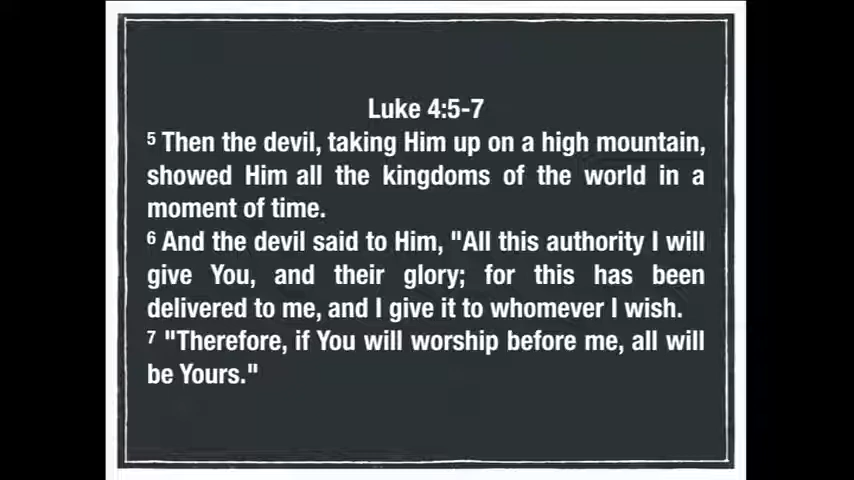 Luke 4:5-7
5 Then the devil, taking Him up on a high mountain,
showed Him all the kingdoms of the world in a
moment of time.
6 And the devil said to Him, "All this authority I will
give You, and their glory; for this has been
delivered to me, and I give it to whomever I wish.
7 "Therefore, if You will worship before me, all will
be Yours."